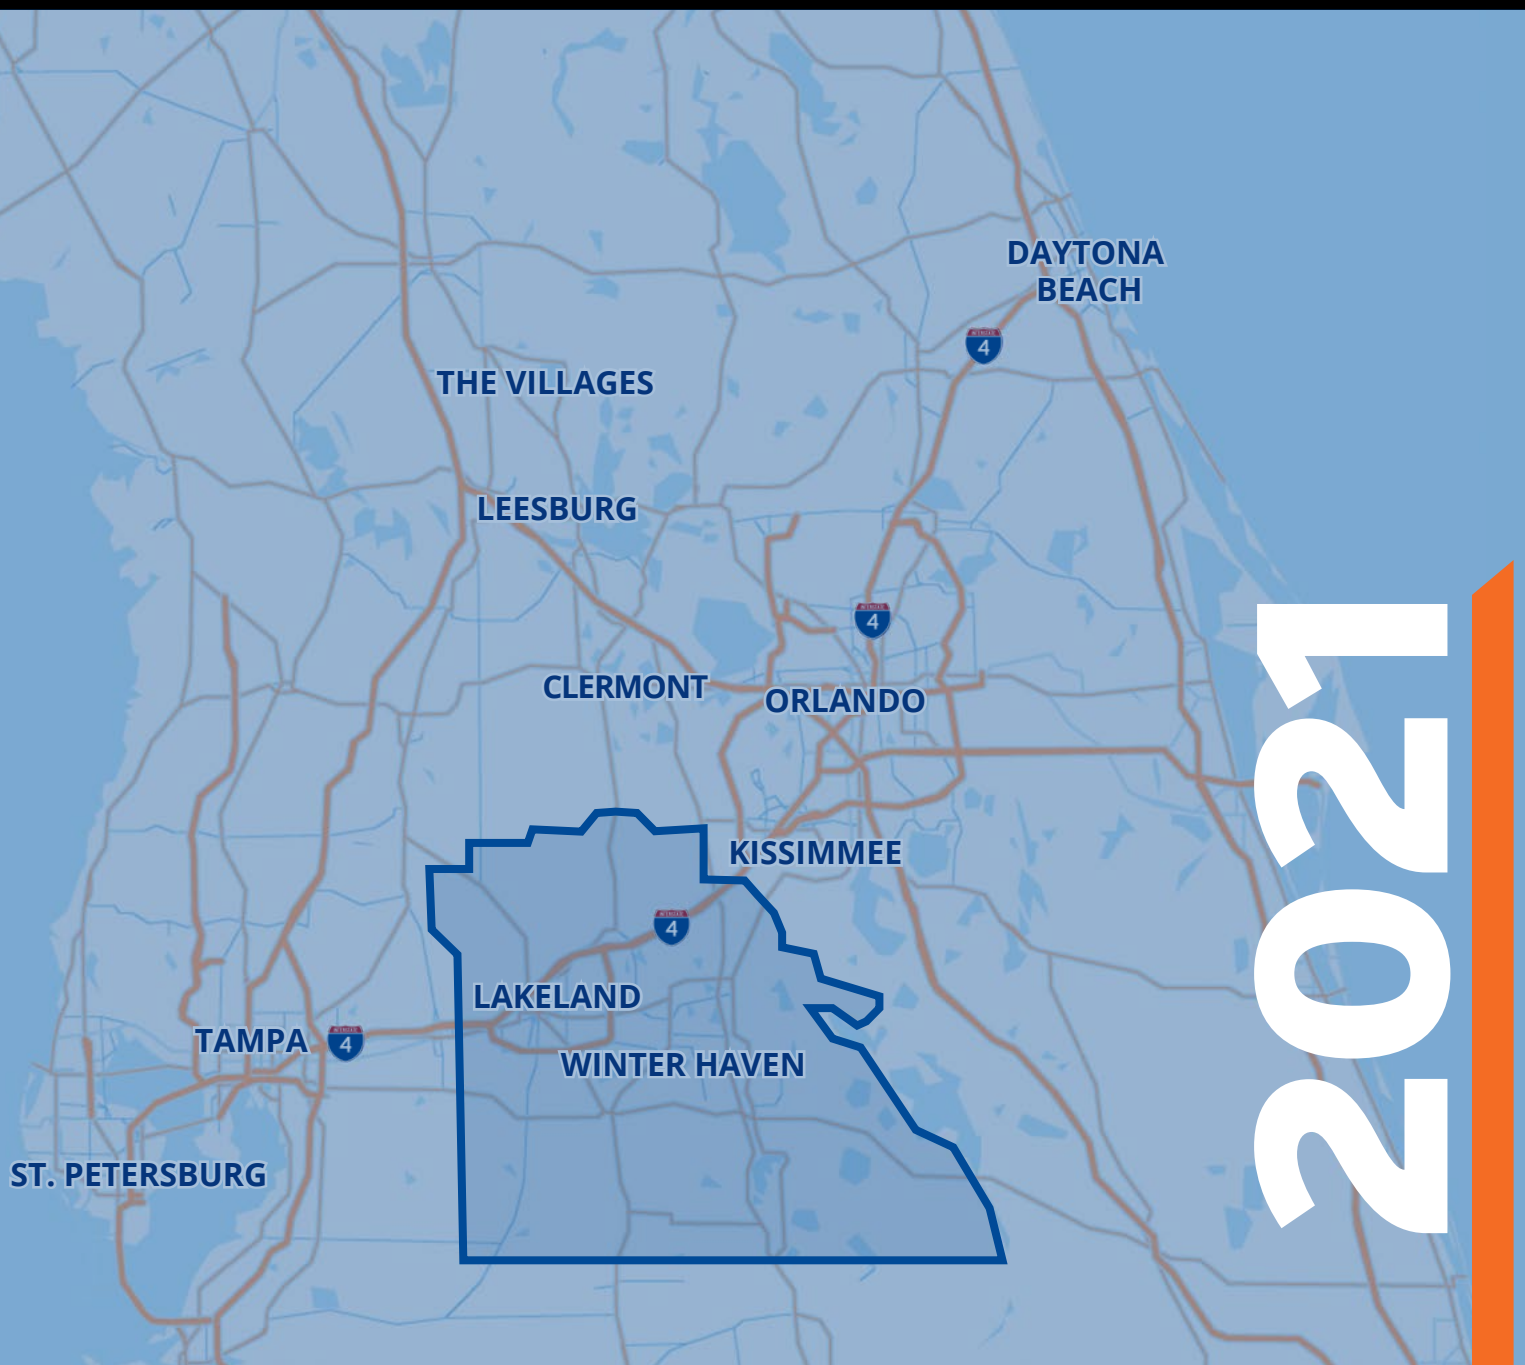 DAYTONA
BEACH
4
THE VILLAGES
LEESBURG
4
CLERMONT
ORLANDO
KISSIMMEE
4
LAKELAND
TAMPA
4
WINTER HAVEN
ST. PETERSBURG
2021